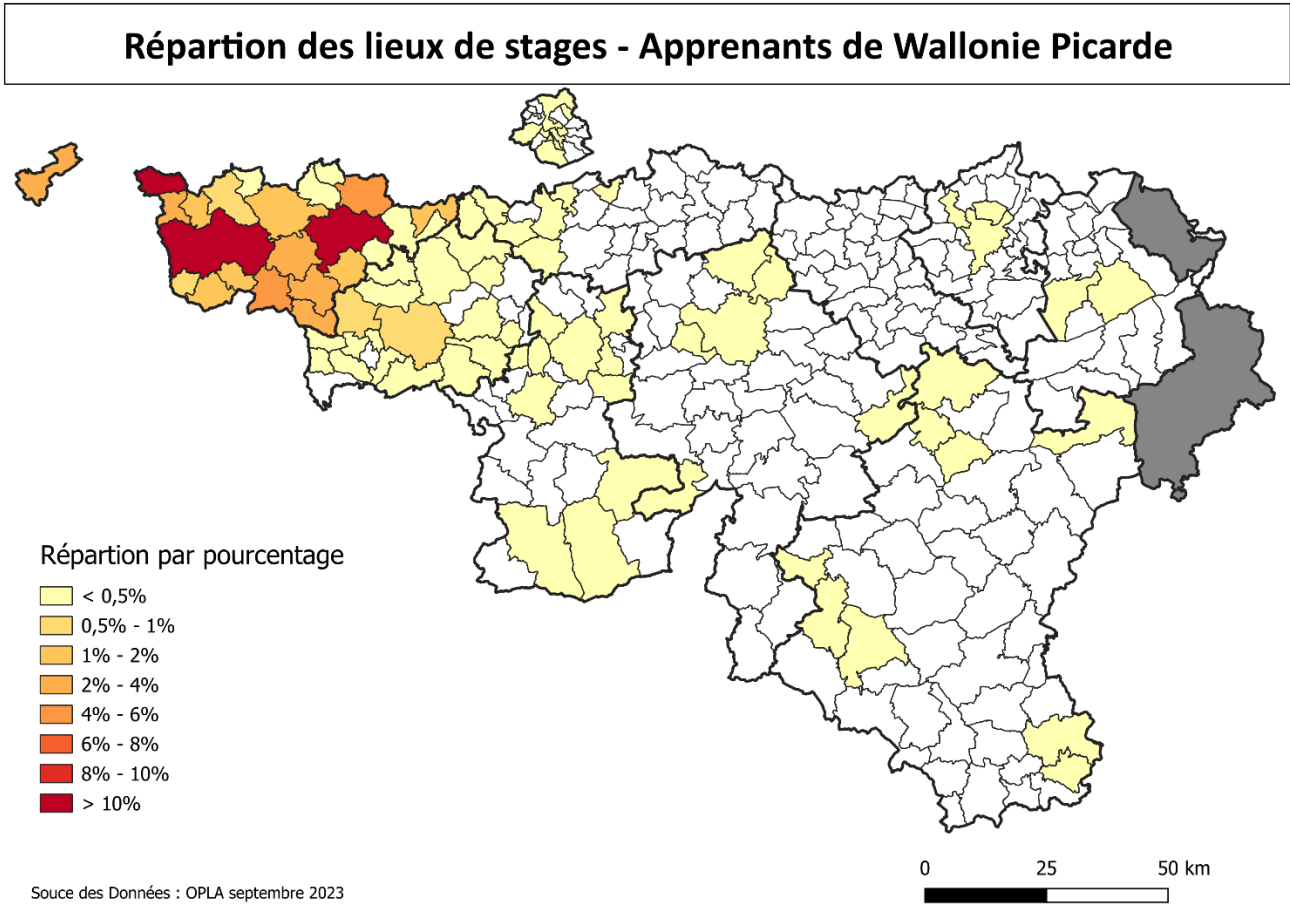 Répartion des lieux de stages - Apprenants de Wallonie Picarde
Répartion par pourcentage
< 0,5%
0,5% - 1%
1% - 2%
2% - 4%
4% - 6%
6% - 8%
8% - 10%
> 10%
0 25 50 km
Souce des Données : OPLA septembre 2023